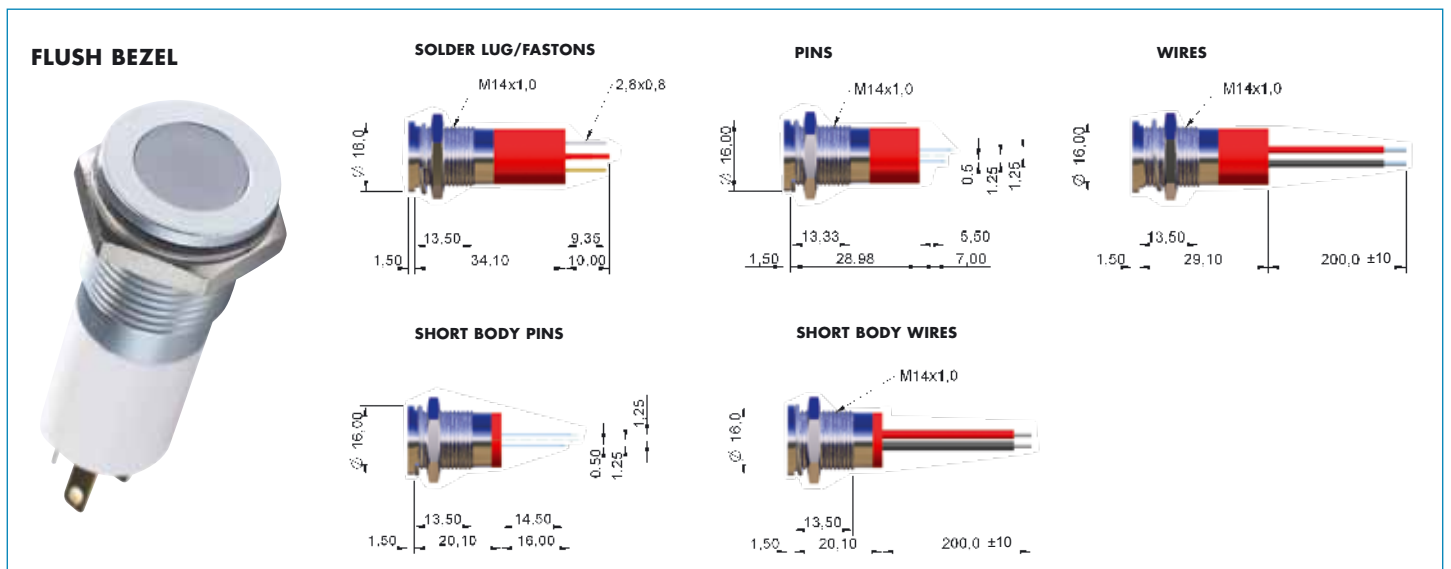 FLUSH BEZEL
SOLDER LUG/FASTONS
M14x1,0
2,8x0,8
Ø 16.0
13,50
9,35
1,50
34,10
10,00
PINS
M14x1,0
Ø 16,00
0.5
1.25
1,25
13,33
5,50
1,50
28.98
7,00
WIRES
M14x1,0
Ø 16,00
13,50
1.50
29,10
200,0 ±10
SHORT BODY PINS
Ø 16,00
1,25
0.50
1.25
13,50
14,50
1,50
20,10
16,00
SHORT BODY WIRES
M14x1,0
Ø 16,0
13,50
1,50
20,10
200,0 ±10